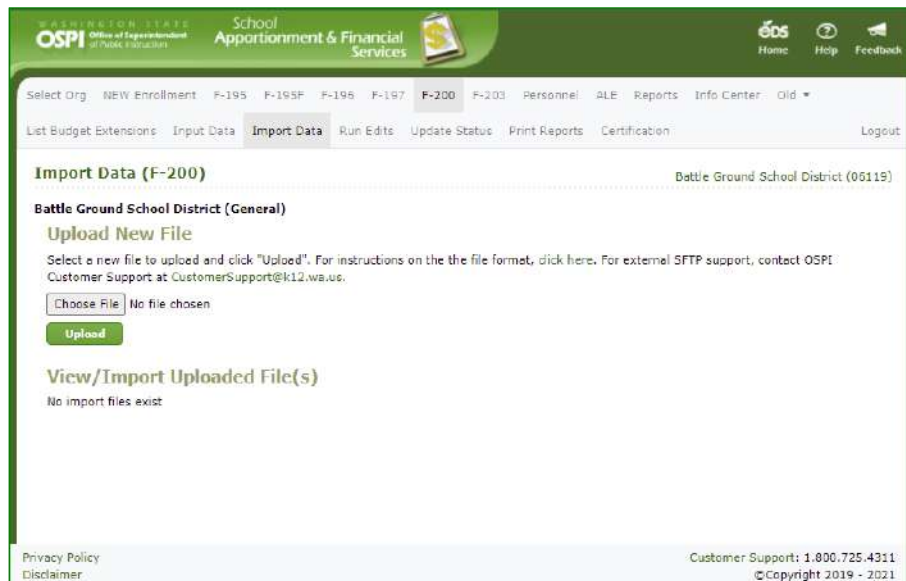 WASHINGTON STATE
OSPI Office of Superintendent
of Public Instruction
School
Apportionment & Financial
Services
eds
Home Help Feedback
Select Org NEW Enrollment F-195 F-195F F-196 F-197 F-200 F-203 Personnel ALE Reports Info Center Old
List Budget Extensions Input Data Import Data Run Edits Update Status Print Reports Certification Logout
Import Data (F-200) Battle Ground School District (06119)
Battle Ground School District (General)
Upload New File
Select a new file to upload and click "Upload". For instructions on the the file format, click here. For external SFTP support, contact OSPI
Customer Support at CustomerSupport@k12.wa.us.
Choose File No file chosen
Upload
View/Import Uploaded File(s)
No import files exist
Privacy Policy Customer Support: 1.800.725.4311
Disclaimer ©Copyright 2019 - 2021